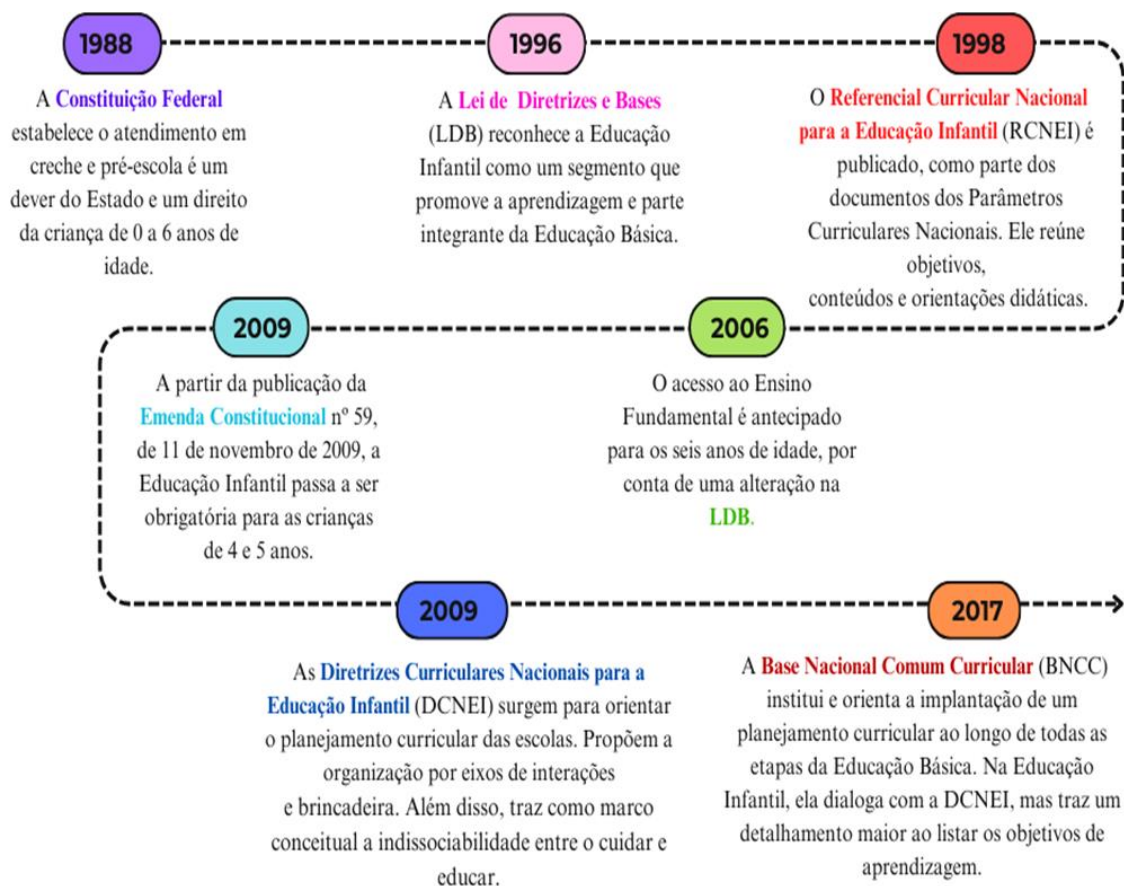 1988
A Constituição Federal
estabelece o atendimento em
creche e pré-escola é um
dever do Estado e um direito
da criança de 0 a 6 anos de
idade.
1996
A Lei de Diretrizes e Bases
(LDB) reconhece a Educação
Infantil como um segmento que
promove a aprendizagem e parte
integrante da Educação Básica.
1998
O Referencial Curricular Nacional
para a Educação Infantil (RCNEI) é
publicado, como parte dos
documentos dos Parâmetros
Curriculares Nacionais. Ele reúne
objetivos,
conteúdos e orientações didáticas.
2006
O acesso ao Ensino
Fundamental é antecipado
para os seis anos de idade, por
conta de uma alteração na
LDB.
2009
A partir da publicação da
Emenda Constitucional nº 59,
de 11 de novembro de 2009, a
Educação Infantil passa a ser
obrigatória para as crianças
de 4 e 5 anos.
2009
As Diretrizes Curriculares Nacionais para a
Educação Infantil (DCNEI) surgem para orientar
o planejamento curricular das escolas. Propõem a
organização por eixos de interações
e brincadeira. Além disso, traz como marco
conceitual a indissociabilidade entre o cuidar e
educar.
2017
A Base Nacional Comum Curricular (BNCC)
institui e orienta a implantação de um
planejamento curricular ao longo de todas as
etapas da Educação Básica. Na Educação
Infantil, ela dialoga com a DCNEI, mas traz um
detalhamento maior ao listar os objetivos de
aprendizagem.